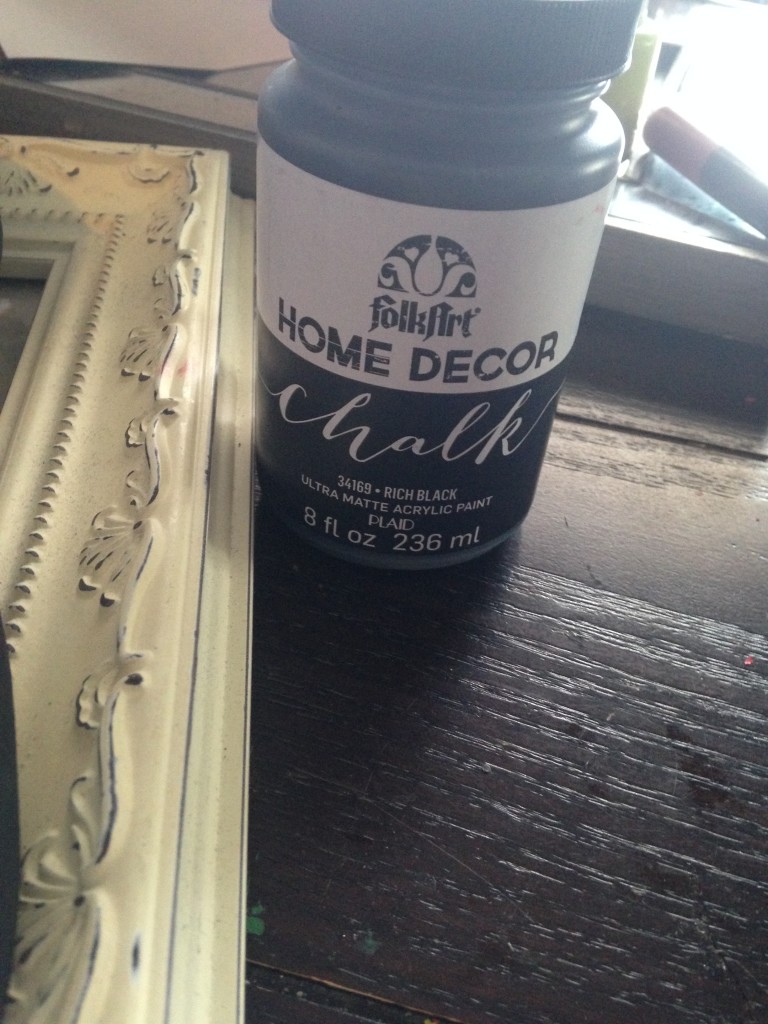 folkArt
HOME DECOR
chalk
34169 • RICH BLACK
ULTRA MATTE ACRYLIC PAINT
PLAID
8 fl oz 236 ml